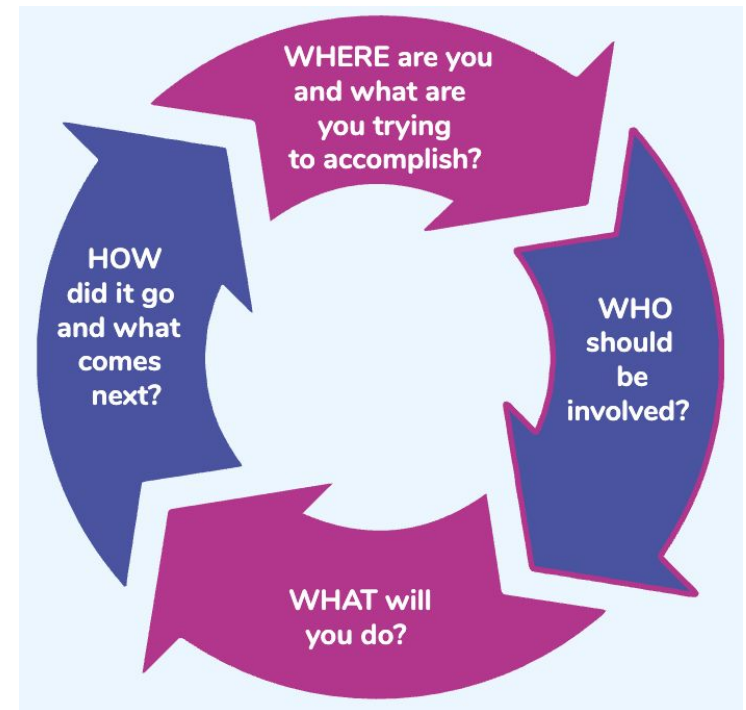 WHERE are you
and what are
you trying
to accomplish?
WHO
should
be
involved?
WHAT will
you do?
HOW
did it go
and what
comes
next?